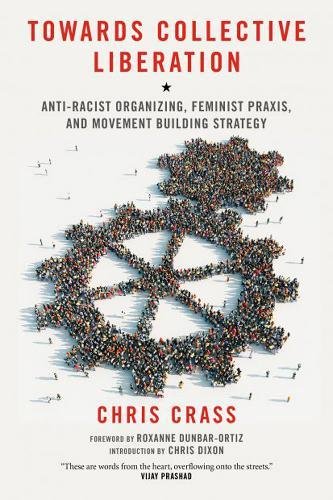 TOWARDS COLLECTIVE
LIBERATION
ANTI-RACIST ORGANIZING, FEMINIST PRAXIS,
AND MOVEMENT BUILDING STRATEGY
CHRIS CRASS
FOREWORD BY ROXANNE DUNBAR-ORTIZ
INTRODUCTION BY CHRIS DIXON
"These are words from the heart, overflowing onto the streets."
VIJAY PRASHAD